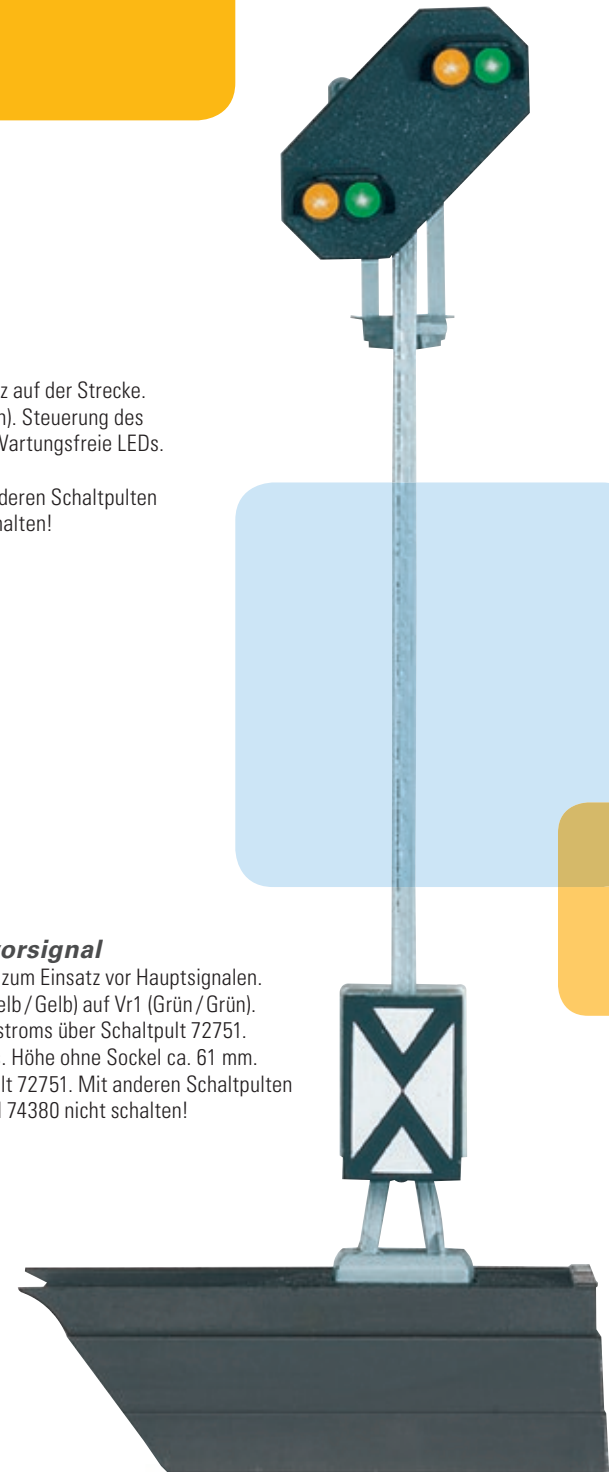 z auf der Strecke.
n). Steuerung des
Wartungsfreie LEDs.
deren Schaltpulten
halten!
orsignal
zum Einsatz vor Hauptsignalen.
elb / Gelb) auf Vr1 (Grün / Grün).
stroms über Schaltpult 72751.
. Höhe ohne Sockel ca. 61 mm.
lt 72751. Mit anderen Schaltpulten
l 74380 nicht schalten!